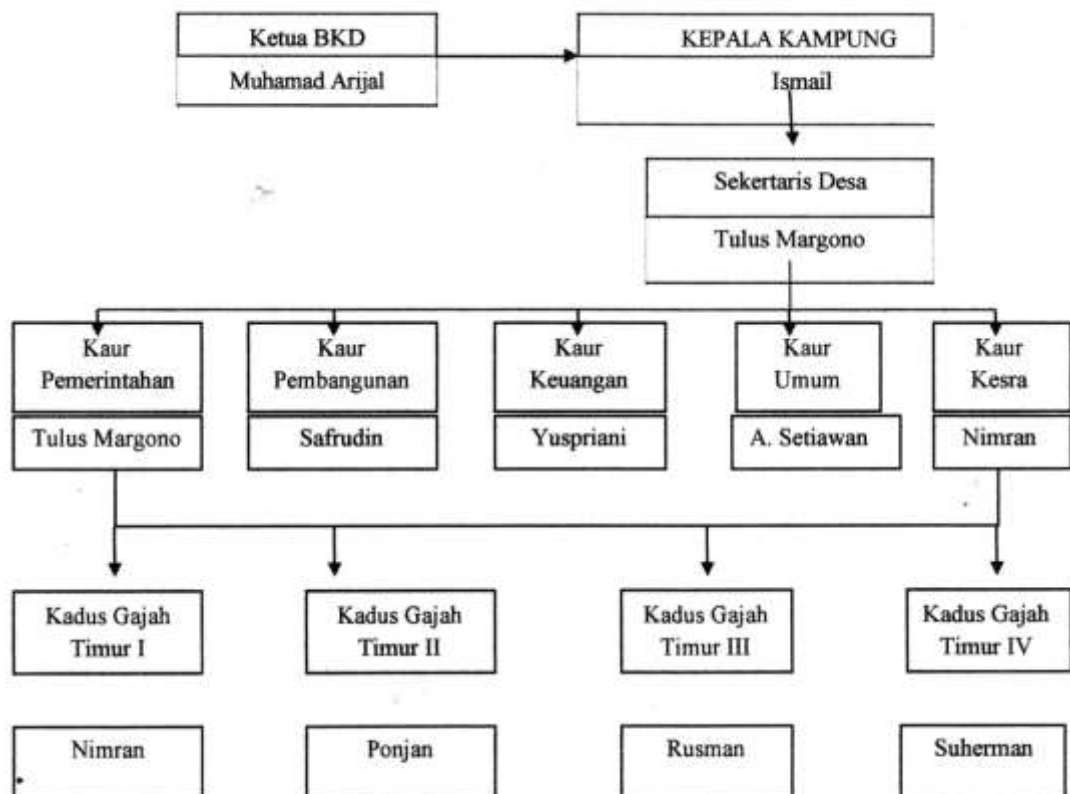 Ketua BKD
KEPALA KAMPUNG
Muhamad Arijal
Ismail
Sekertaris Desa
Tulus Margono
Kaur
Pemerintahan
Kaur
Pembangunan
Kaur
Keuangan
Kaur
Umum
Kaur
Kesra
Tulus Margono
Safrudin
Yuspriani
A. Setiawan
Nimran
Kadus Gajah
Timur I
Kadus Gajah
Timur II
Kadus Gajah
Timur III
Kadus Gajah
Timur IV
Nimran
Ponjan
Rusman
Suherman